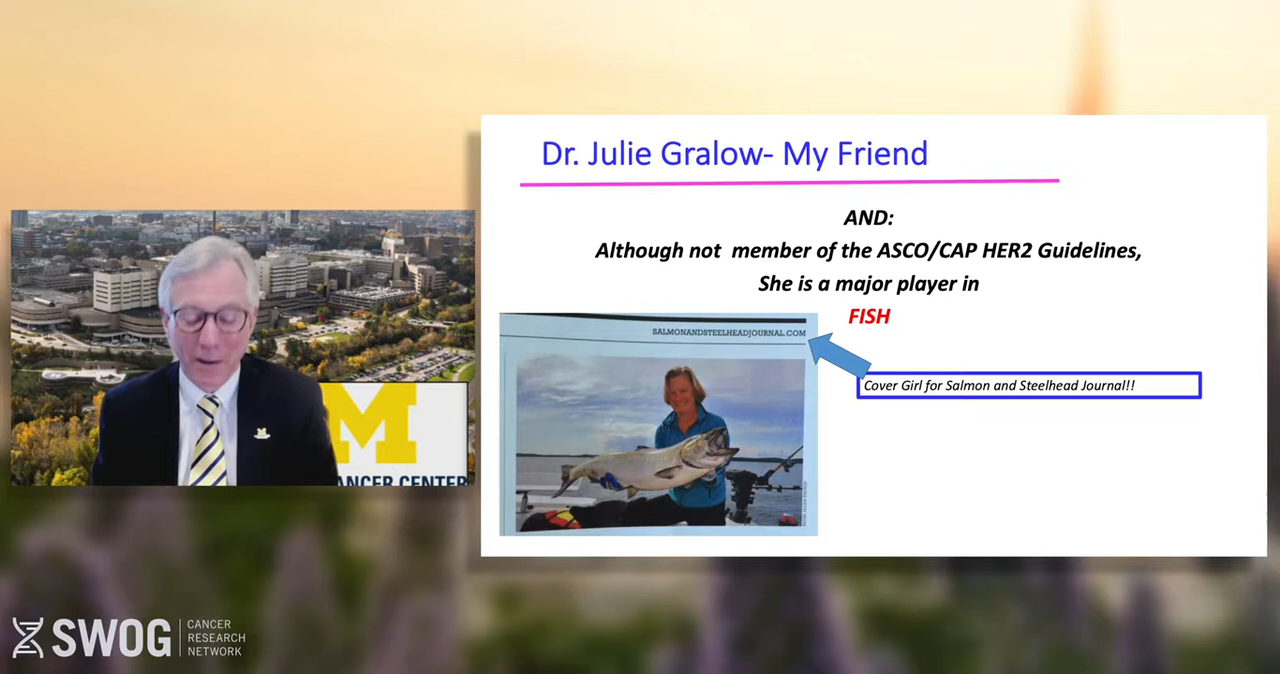 Dr. Julie Gralow- My Friend
AND:
Although not member of the ASCO/CAP HER2 Guidelines,
She is a major player in
FISH
SALMONANDSTEELHEADJOURNAL.COM
Cover Girl for Salmon and Steelhead Journal!!
M
ANCER CENTER
SWOG
CANCER
RESEARCH
NETWORK